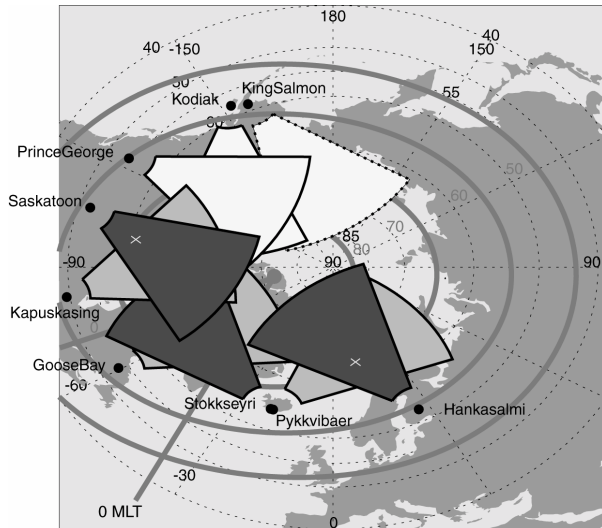 180
40
-150
150
40
50
KingSalmon
Kodiak
55
60
PrinceGeorge
50
60
Saskatoon
70
85
80
-90
90
90
Kapuskasing
0
GooseBay
-60
Stokkseyri
Pykkvibaer
Hankasalmi
-30
0 MLT
0